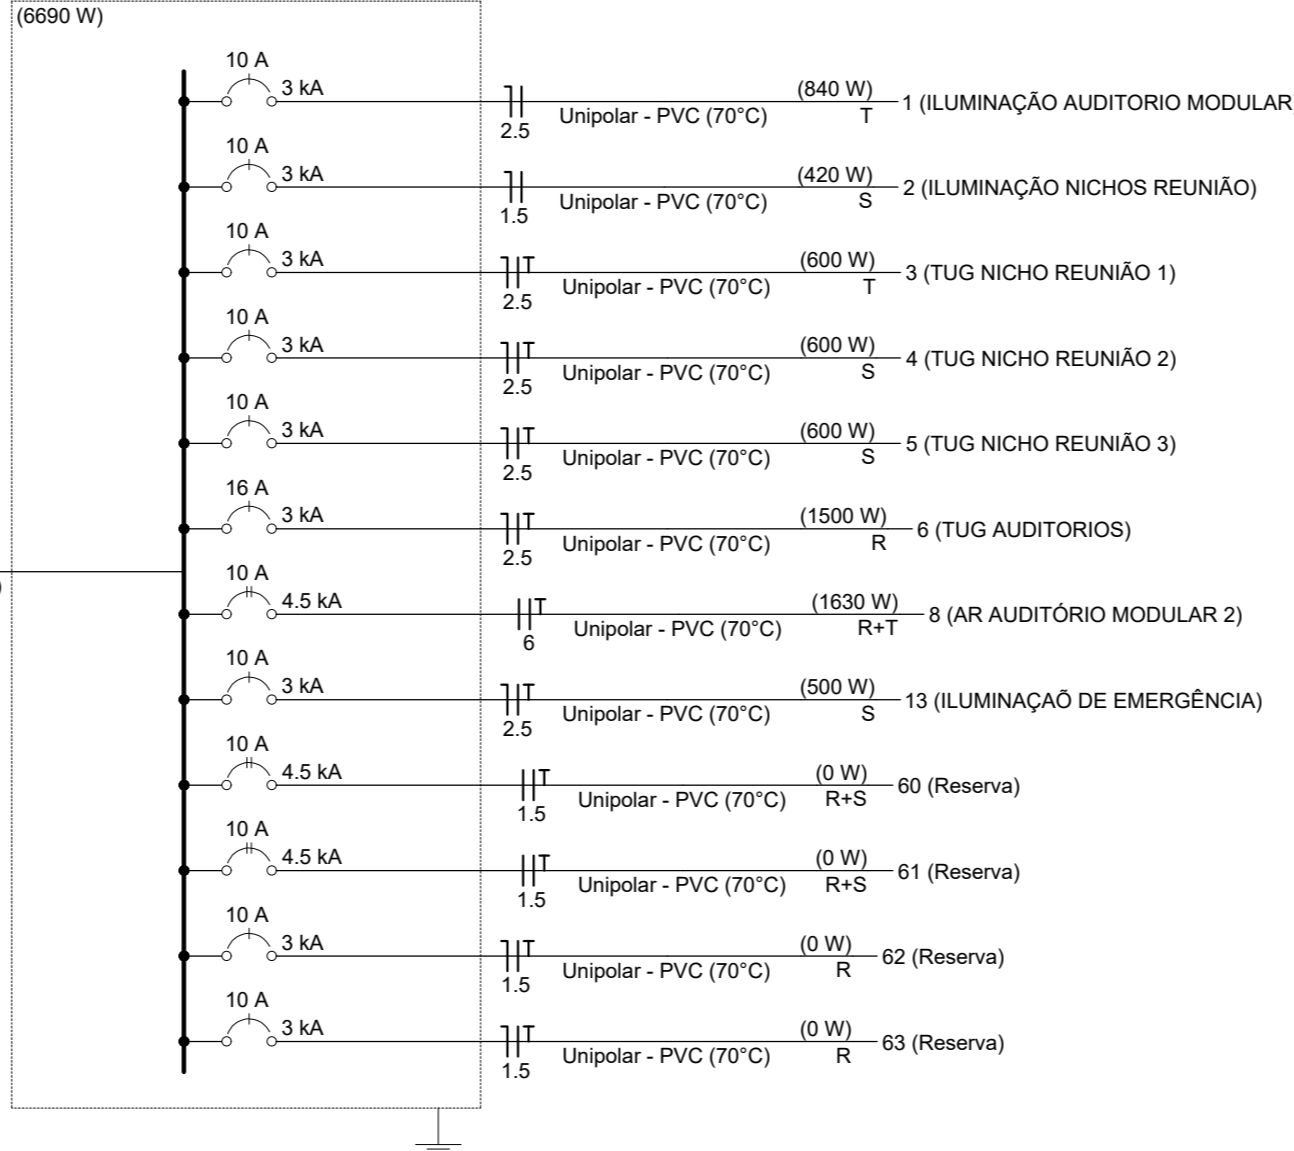 (6690 W)
10 A
3 kA
2.5
Unipolar - PVC (70°C)
(840 W)
T
1 (ILUMINAÇÃO AUDITORIO MODULAR)
10 A
3 kA
1.5
Unipolar - PVC (70°C)
(420 W)
S
2 (ILUMINAÇÃO NICHOS REUNIÃO)
10 A
3 kA
T
2.5
Unipolar - PVC (70°C)
(600 W)
T
3 (TUG NICHO REUNIÃO 1)
10 A
3 kA
T
2.5
Unipolar - PVC (70°C)
(600 W)
S
4 (TUG NICHO REUNIÃO 2)
10 A
3 kA
T
2.5
Unipolar - PVC (70°C)
(600 W)
S
5 (TUG NICHO REUNIÃO 3)
16 A
3 kA
T
2.5
Unipolar - PVC (70°C)
(1500 W)
R
6 (TUG AUDITORIOS)
)
10 A
4.5 kA
T
6
Unipolar - PVC (70°C)
(1630 W)
R+T
8 (AR AUDITÓRIO MODULAR 2)
10 A
3 kA
T
2.5
Unipolar - PVC (70°C)
(500 W)
S
13 (ILUMINAÇAÕ DE EMERGÊNCIA)
10 A
4.5 kA
T
1.5
Unipolar - PVC (70°C)
(0 W)
R+S
60 (Reserva)
10 A
4.5 kA
T
1.5
Unipolar - PVC (70°C)
(0 W)
R+S
61 (Reserva)
10 A
3 kA
T
1.5
Unipolar - PVC (70°C)
(0 W)
R
62 (Reserva)
10 A
3 kA
T
1.5
Unipolar - PVC (70°C)
(0 W)
R
63 (Reserva)